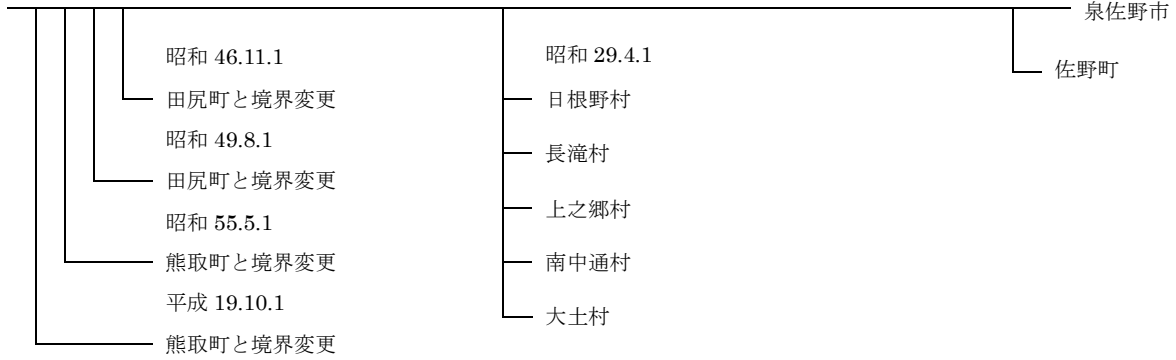 泉佐野市
佐野町
昭和 29.4.1
日根野村
長滝村
上之郷村
南中通村
大土村
昭和 46.11.1
田尻町と境界変更
昭和 49.8.1
田尻町と境界変更
昭和 55.5.1
熊取町と境界変更
平成 19.10.1
熊取町と境界変更